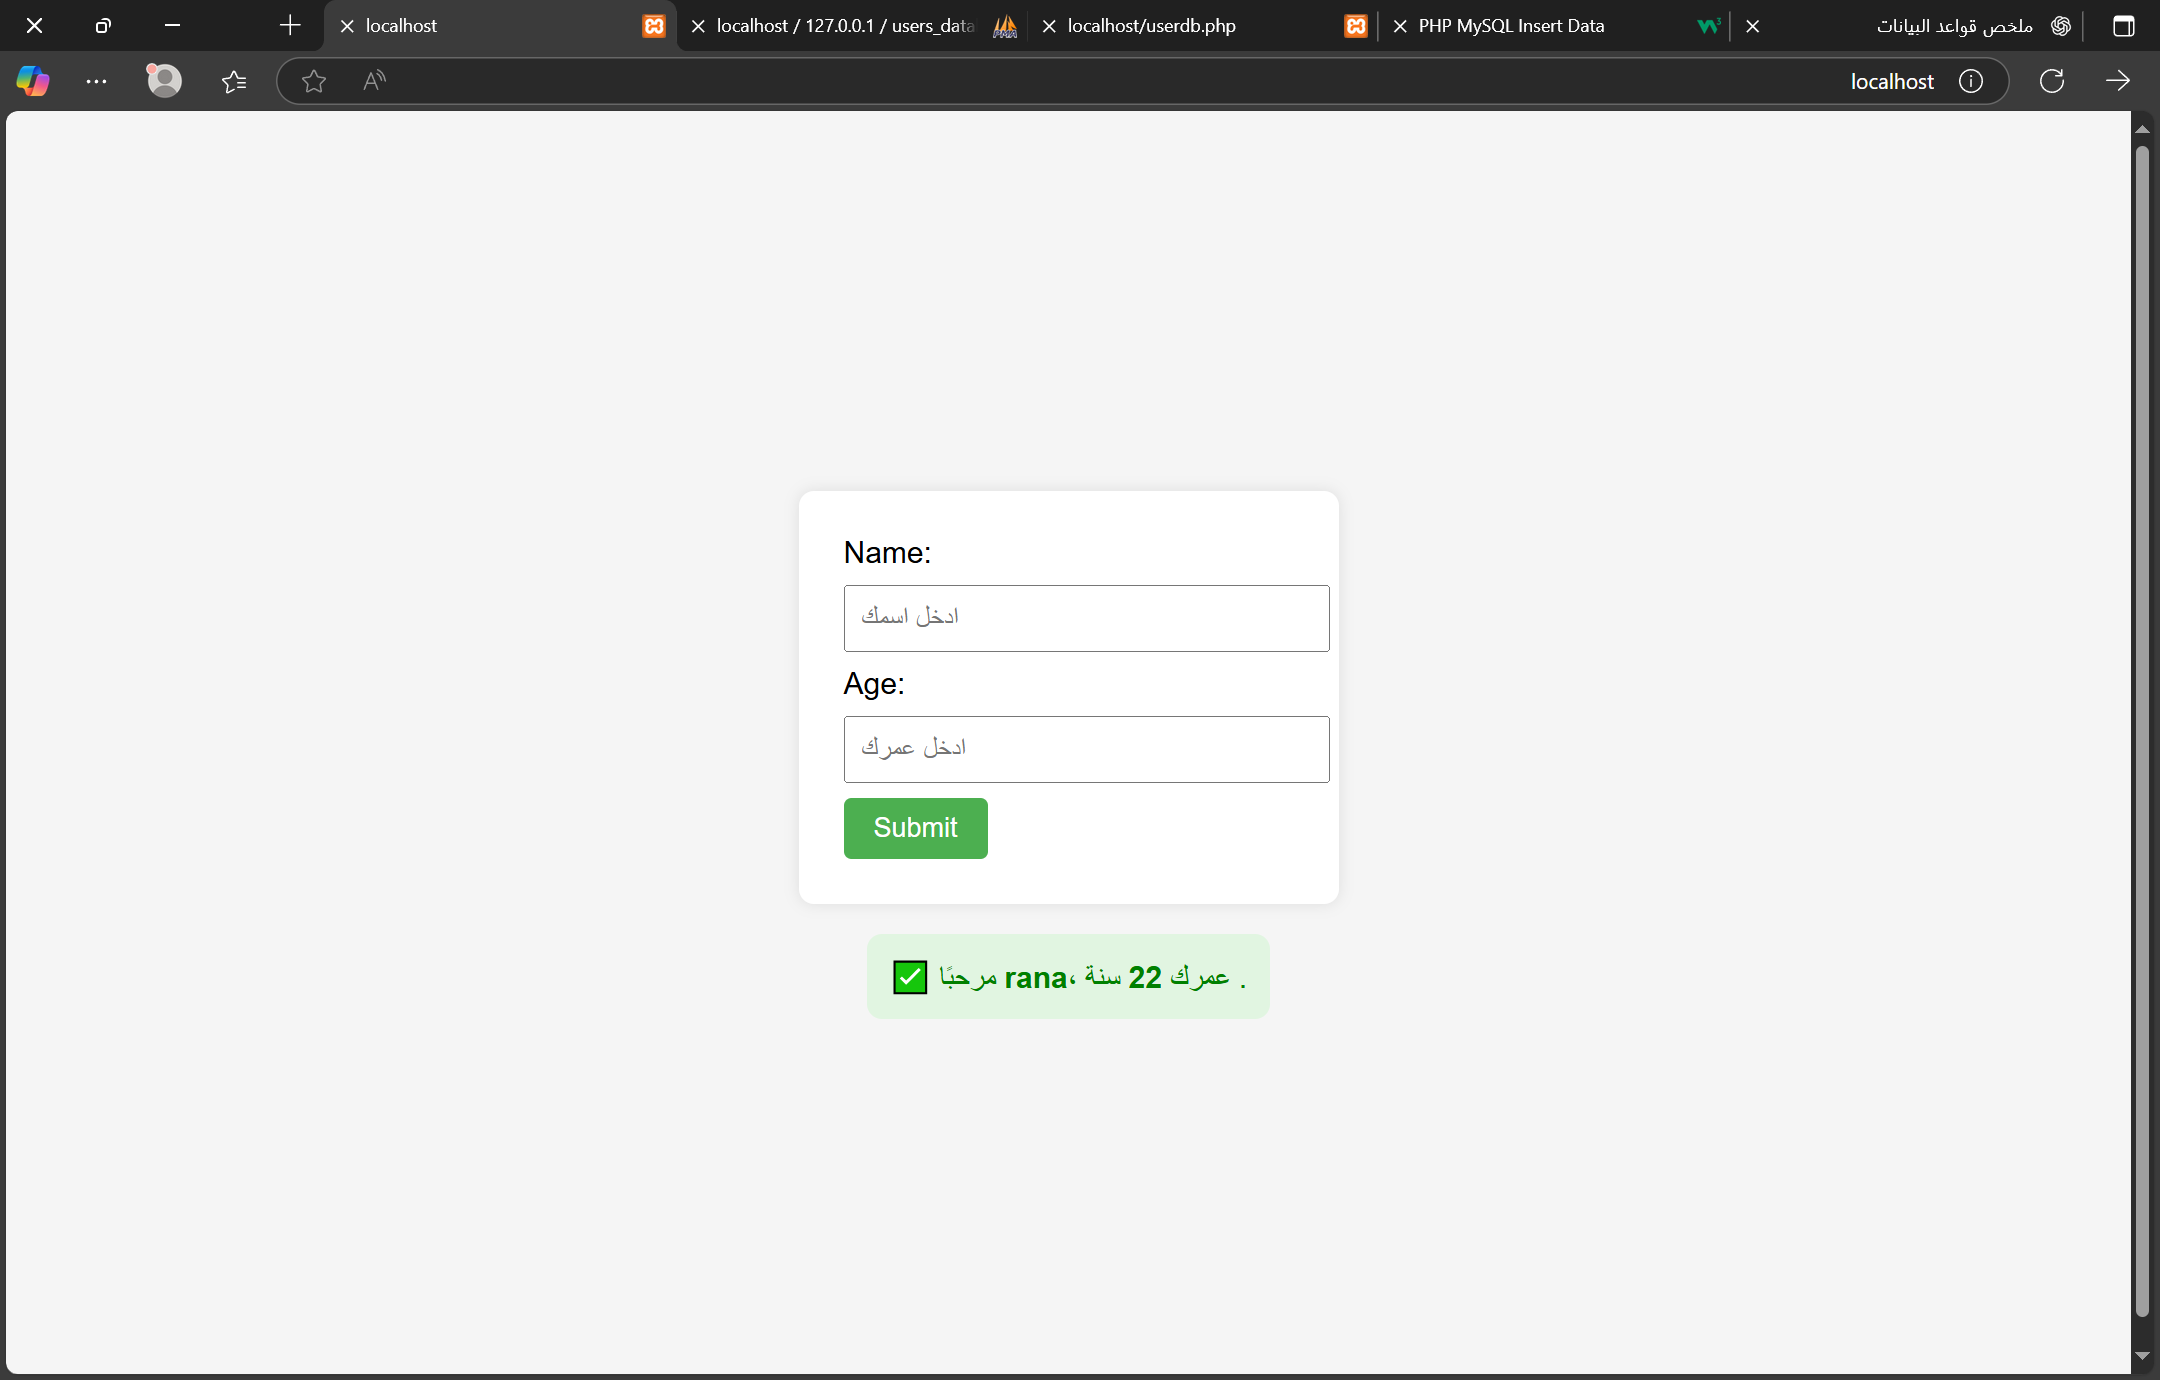 localhost
localhost / 127.0.0.1 / users_data
localhost/userdb.php
PHP MySQL Insert Data
ملخص قواعد البيانات
localhost
Name:
ادخل اسمك
Age:
ادخل عمرك
Submit
✅ مرحبًا rana، عمرك 22 سنة .